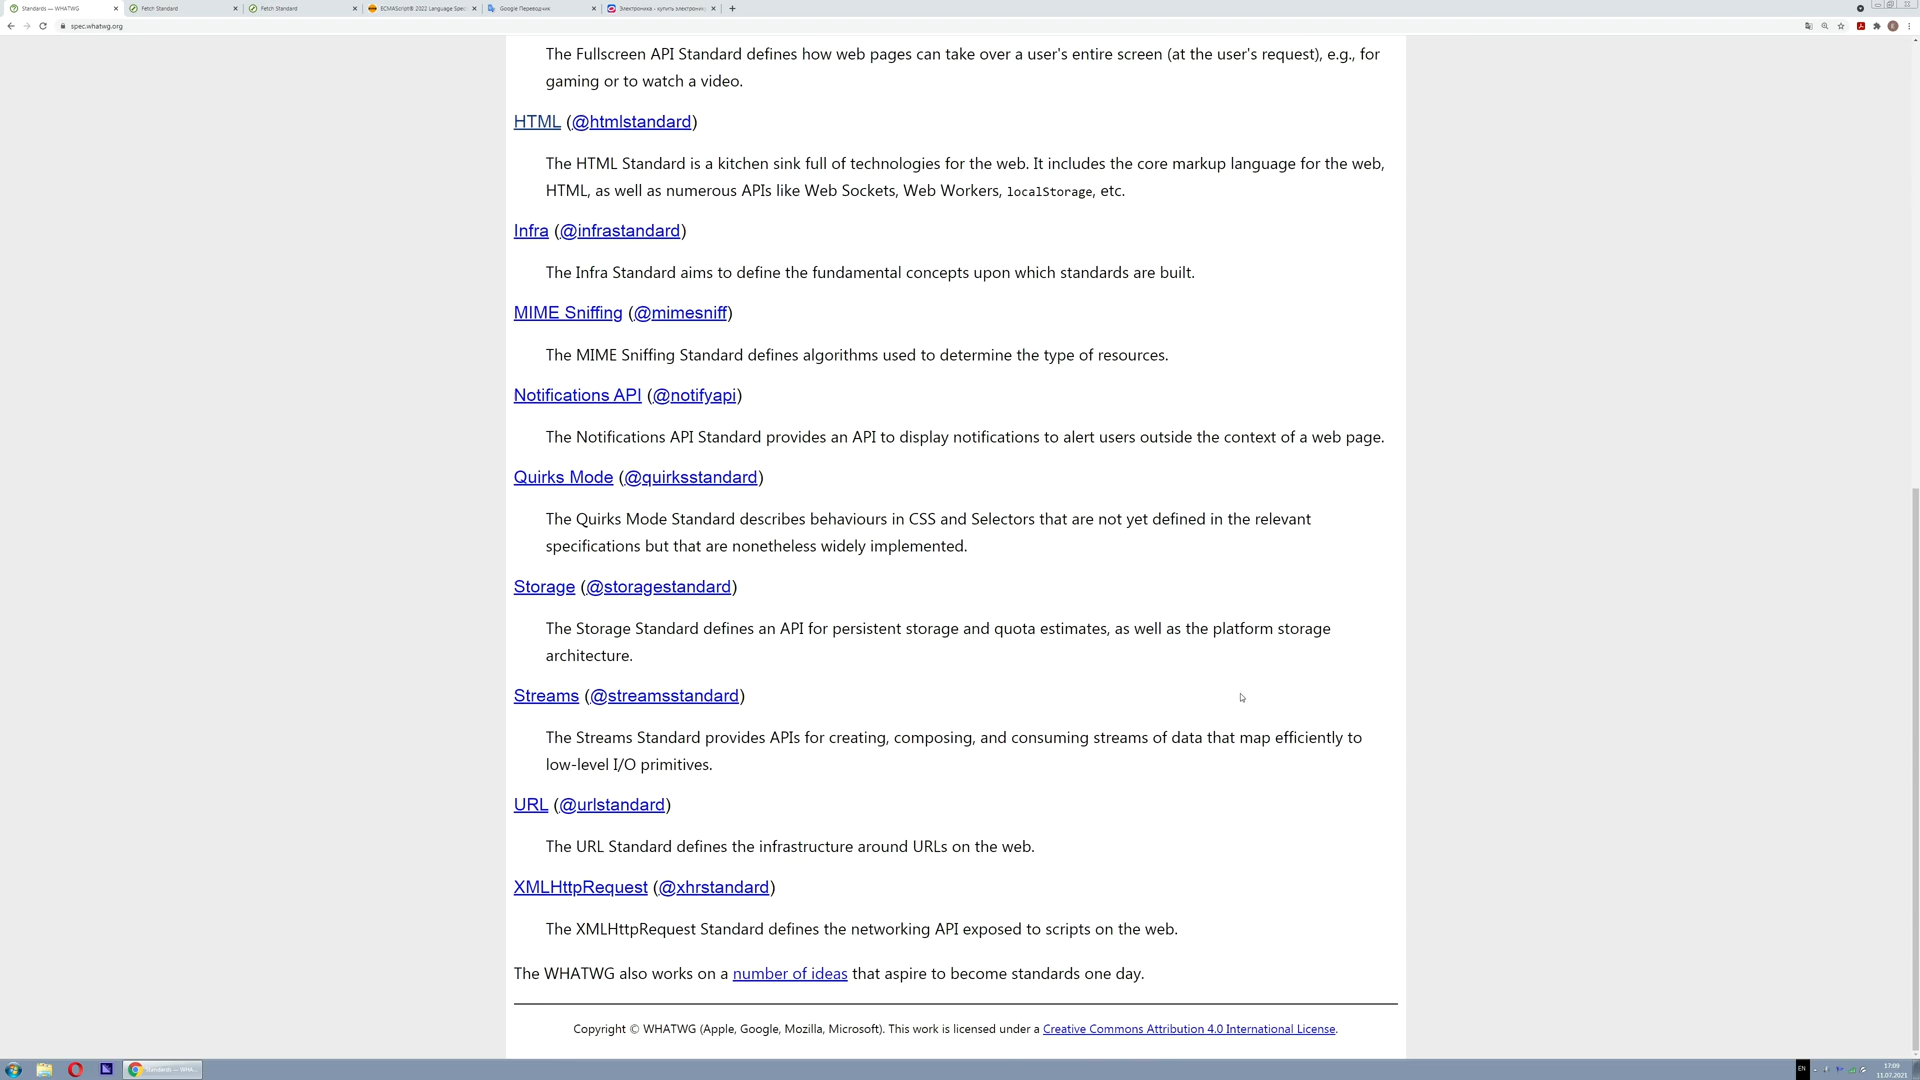 Standards — WHATWG
Fetch Standard
Fetch Standard
ECMAScript® 2022 Language Spec
Google Переводчик
Электроника - купить электронику
spec.whatwg.org
The Fullscreen API Standard defines how web pages can take over a user's entire screen (at the user's request), e.g., for
gaming or to watch a video.
HTML (@htmlstandard)
The HTML Standard is a kitchen sink full of technologies for the web. It includes the core markup language for the web,
HTML, as well as numerous APIs like Web Sockets, Web Workers, localStorage, etc.
Infra (@infrastandard)
The Infra Standard aims to define the fundamental concepts upon which standards are built.
MIME Sniffing (@mimesniff)
The MIME Sniffing Standard defines algorithms used to determine the type of resources.
Notifications API (@notifyapi)
The Notifications API Standard provides an API to display notifications to alert users outside the context of a web page.
Quirks Mode (@quirksstandard)
The Quirks Mode Standard describes behaviours in CSS and Selectors that are not yet defined in the relevant
specifications but that are nonetheless widely implemented.
Storage (@storagestandard)
The Storage Standard defines an API for persistent storage and quota estimates, as well as the platform storage
architecture.
Streams (@streamsstandard)
The Streams Standard provides APIs for creating, composing, and consuming streams of data that map efficiently to
low-level I/O primitives.
URL (@urlstandard)
The URL Standard defines the infrastructure around URLs on the web.
XMLHttpRequest (@xhrstandard)
The XMLHttpRequest Standard defines the networking API exposed to scripts on the web.
The WHATWG also works on a number of ideas that aspire to become standards one day.
Copyright © WHATWG (Apple, Google, Mozilla, Microsoft). This work is licensed under a Creative Commons Attribution 4.0 International License.
Standards — WHA...
EN
17:09
11.07.2021